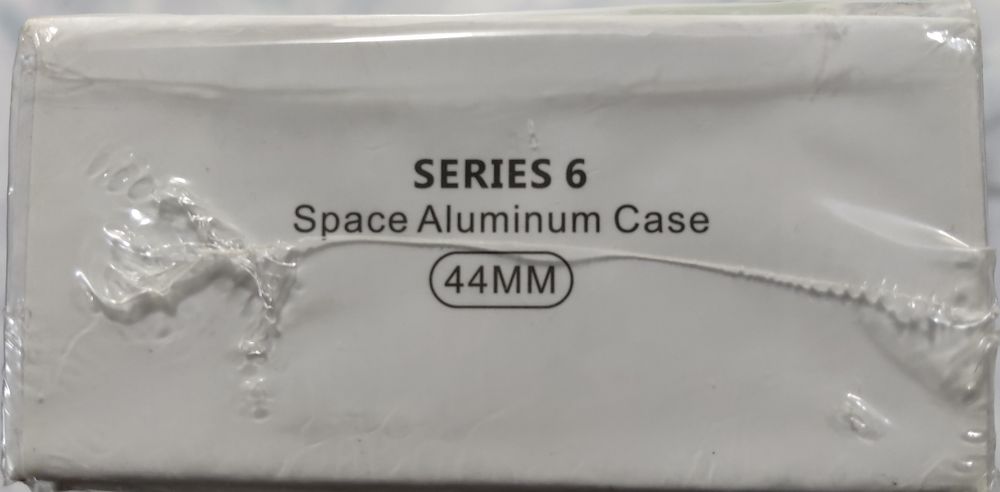 SERIES 6
Space Aluminum Case
44MM